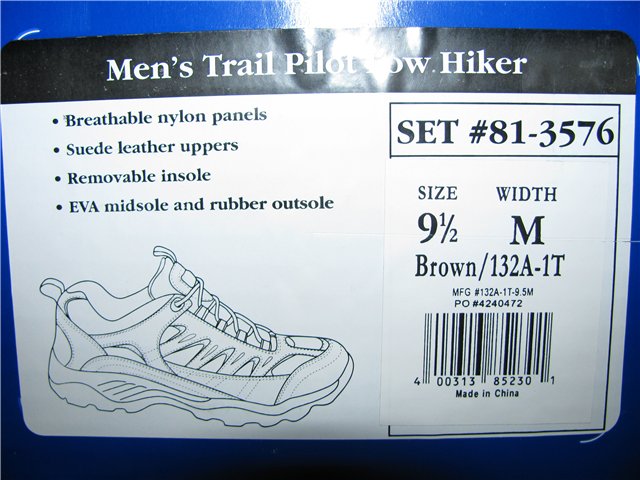 Men's Trail Pilot Low Hiker
• Breathable nylon panels
• Suede leather uppers
• Removable insole
• EVA midsole and rubber outsole
SET #81-3576
SIZE WIDTH
9½ M
Brown/132A-1T
MFG #132A-1T-9.5M
PO #4240472
4 00313 85230 1
Made in China